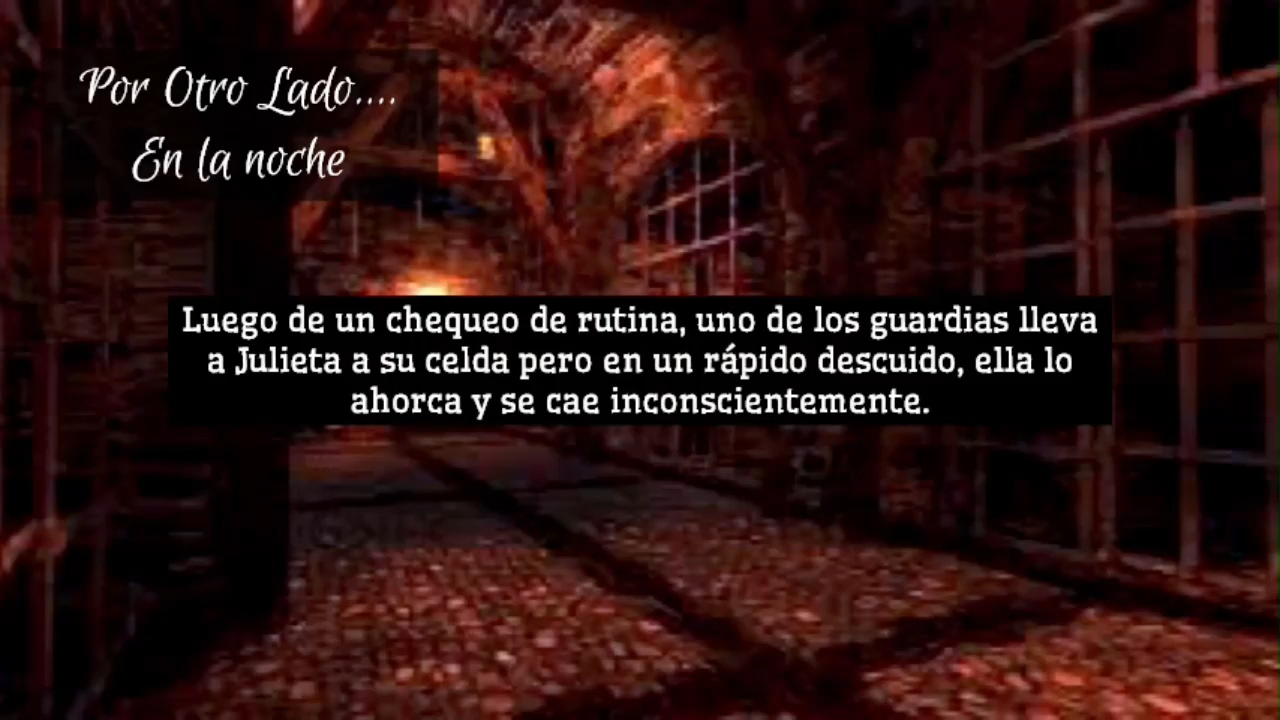 Por Otro Lado....
En la noche
Luego de un chequeo de rutina, uno de los guardias lleva
a Julieta a su celda pero en un rápido descuido, ella lo
ahorca y se cae inconscientemente.